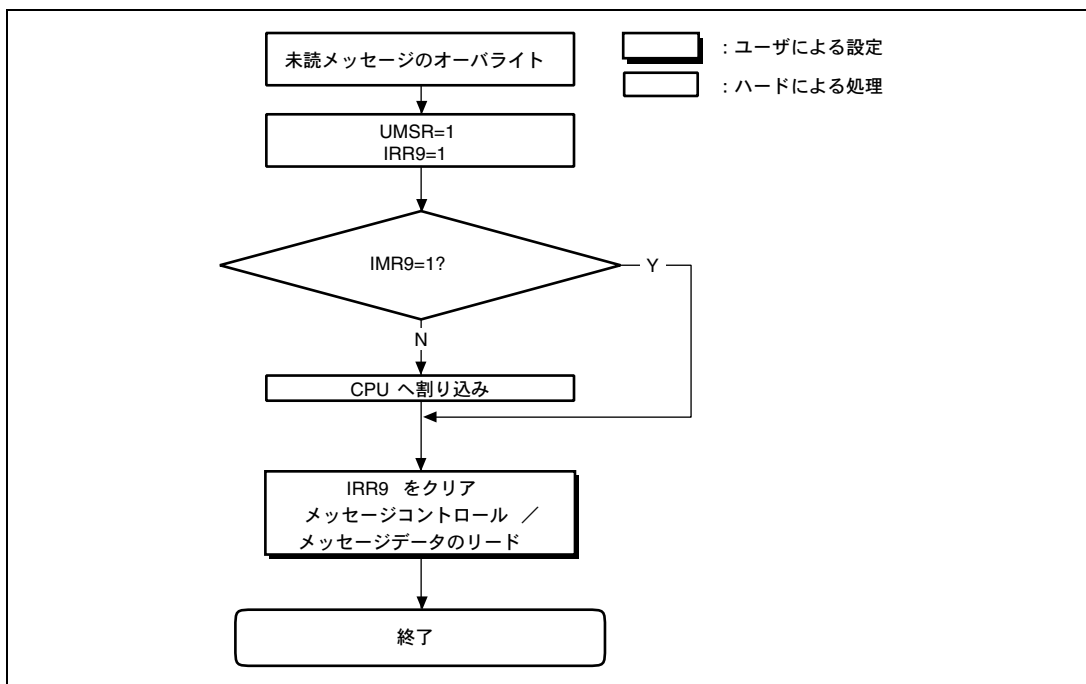 未読メッセージのオーバライト
：ユーザによる設定
：ハードによる処理
UMSR=1
IRR9=1
IMR9=1?
Y
N
CPU へ割り込み
IRR9 をクリア
メッセージコントロール ／
メッセージデータのリード
終了